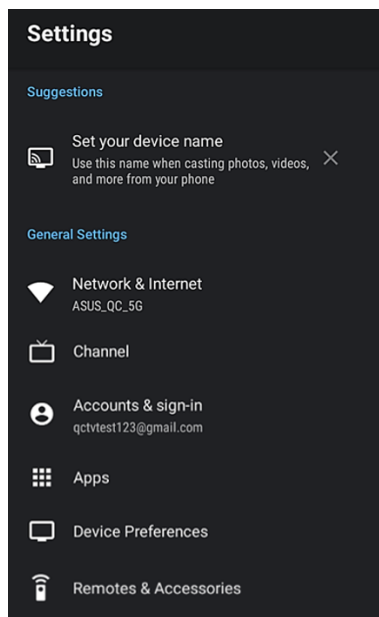 Settings
Suggestions
Set your device name
Use this name when casting photos, videos,
and more from your phone
General Settings
Network & Internet
ASUS_QC_5G
Channel
Accounts & sign-in
qctvtest123@gmail.com
Apps
Device Preferences
Remotes & Accessories